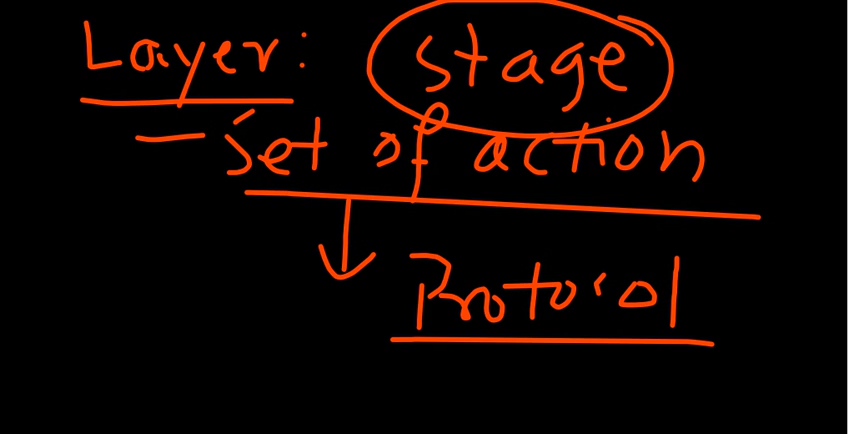 Layer: stage
- Set of action
Protocol